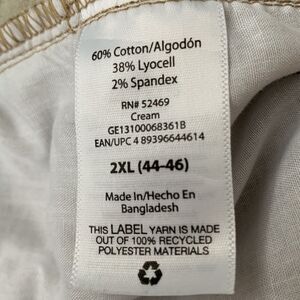 60% Cotton/Algodón
38% Lyocell
2% Spandex
RN# 52469
Cream
GE13100068361B
EAN/UPC 4 89396644614
2XL (44-46)
Made In/Hecho En
Bangladesh
THIS LABEL YARN IS MADE
OUT OF 100% RECYCLED
POLYESTER MATERIALS